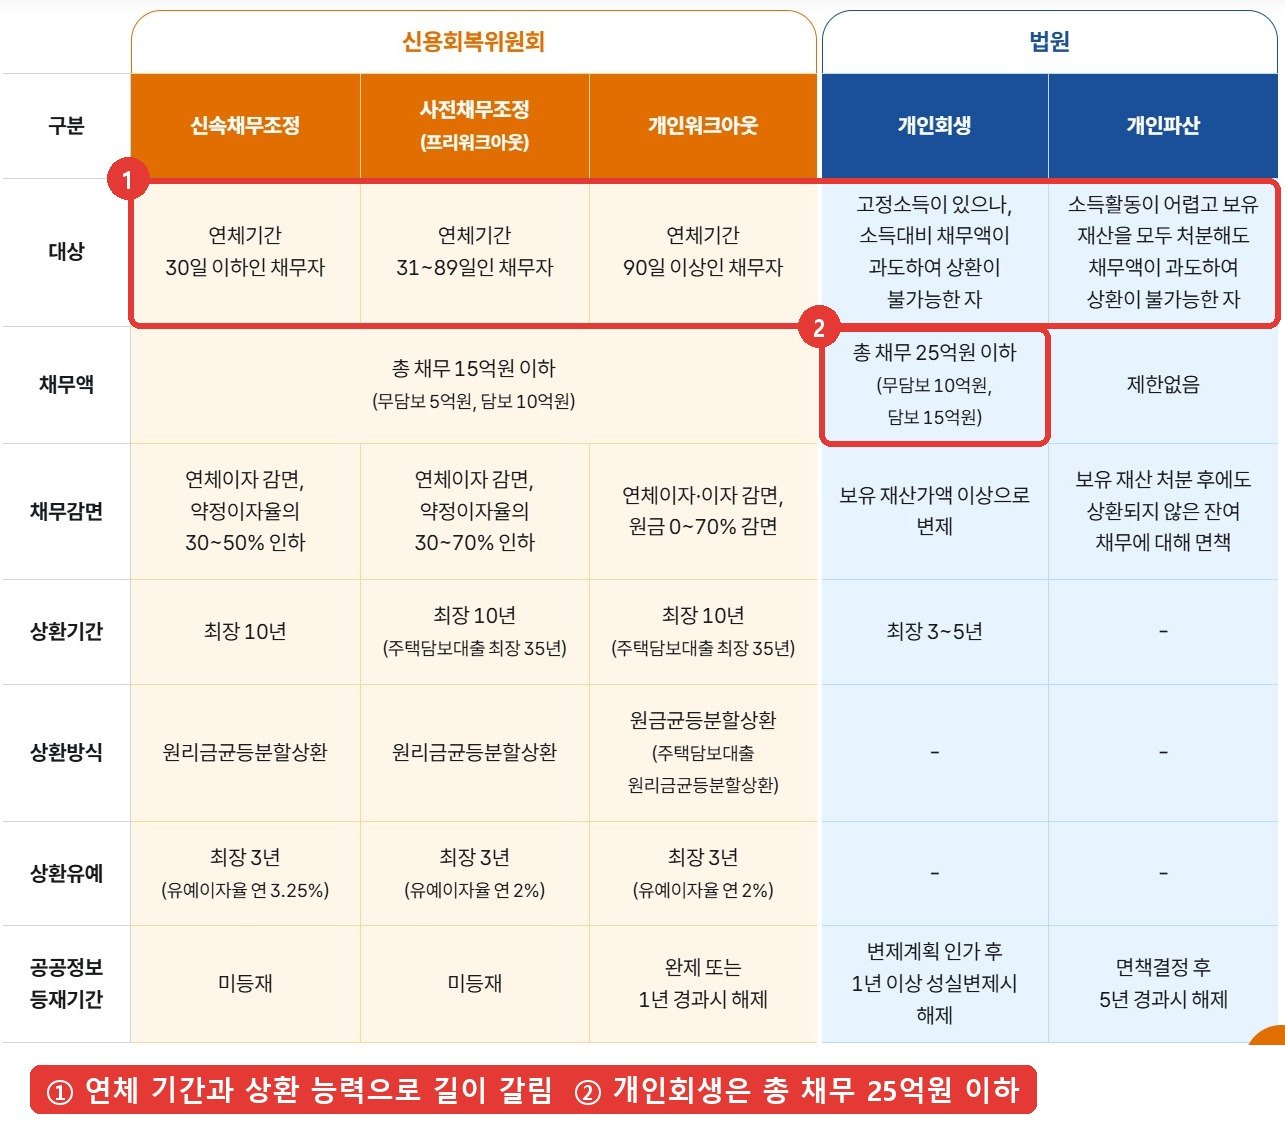 신용회복위원회
법원
구분
신속채무조정
사전채무조정
(프리워크아웃)
개인워크아웃
개인회생
개인파산
1
대상
연체기간
30일 이하인 채무자
연체기간
31~89일인 채무자
연체기간
90일 이상인 채무자
고정소득이 있으나,
소득대비 채무액이
과도하여 상환이
불가능한 자
소득활동이 어렵고 보유
재산을 모두 처분해도
채무액이 과도하여
상환이 불가능한 자
2
채무액
총 채무 15억원 이하
(무담보 5억원, 담보 10억원)
총 채무 25억원 이하
(무담보 10억원,
담보 15억원)
제한없음
채무감면
연체이자 감면,
약정이자율의
30~50% 인하
연체이자 감면,
약정이자율의
30~70% 인하
연체이자·이자 감면,
원금 0~70% 감면
보유 재산가액 이상으로
변제
보유 재산 처분 후에도
상환되지 않은 잔여
채무에 대해 면책
상환기간
최장 10년
최장 10년
(주택담보대출 최장 35년)
최장 10년
(주택담보대출 최장 35년)
최장 3~5년
-
상환방식
원리금균등분할상환
원리금균등분할상환
원금균등분할상환
(주택담보대출
원리금균등분할상환)
-
-
상환유예
최장 3년
(유예이자율 연 3.25%)
최장 3년
(유예이자율 연 2%)
최장 3년
(유예이자율 연 2%)
-
-
공공정보
등재기간
미등재
미등재
완제 또는
1년 경과시 해제
변제계획 인가 후
1년 이상 성실변제시
해제
면책결정 후
5년 경과시 해제
① 연체 기간과 상환 능력으로 길이 갈림 ② 개인회생은 총 채무 25억원 이하